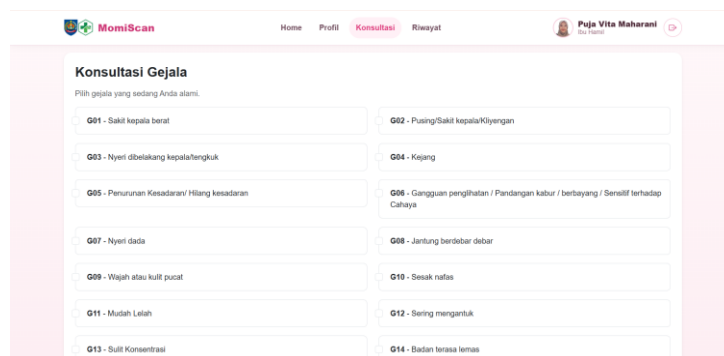 MomiScan
Home Profil Konsultasi Riwayat
Puja Vita Maharani
Ibu Hamil
Konsultasi Gejala
Pilih gejala yang sedang Anda alami.
G01 - Sakit kepala berat
G02 - Pusing/Sakit kepala/Kliyengan
G03 - Nyeri dibelakang kepala/tengkuk
G04 - Kejang
G05 - Penurunan Kesadaran/ Hilang kesadaran
G06 - Gangguan penglihatan / Pandangan kabur / berbayang / Sensitif terhadap
Cahaya
G07 - Nyeri dada
G08 - Jantung berdebar debar
G09 - Wajah atau kulit pucat
G10 - Sesak nafas
G11 - Mudah Lelah
G12 - Sering mengantuk
G13 - Sulit Konsentrasi
G14 - Badan terasa lemas